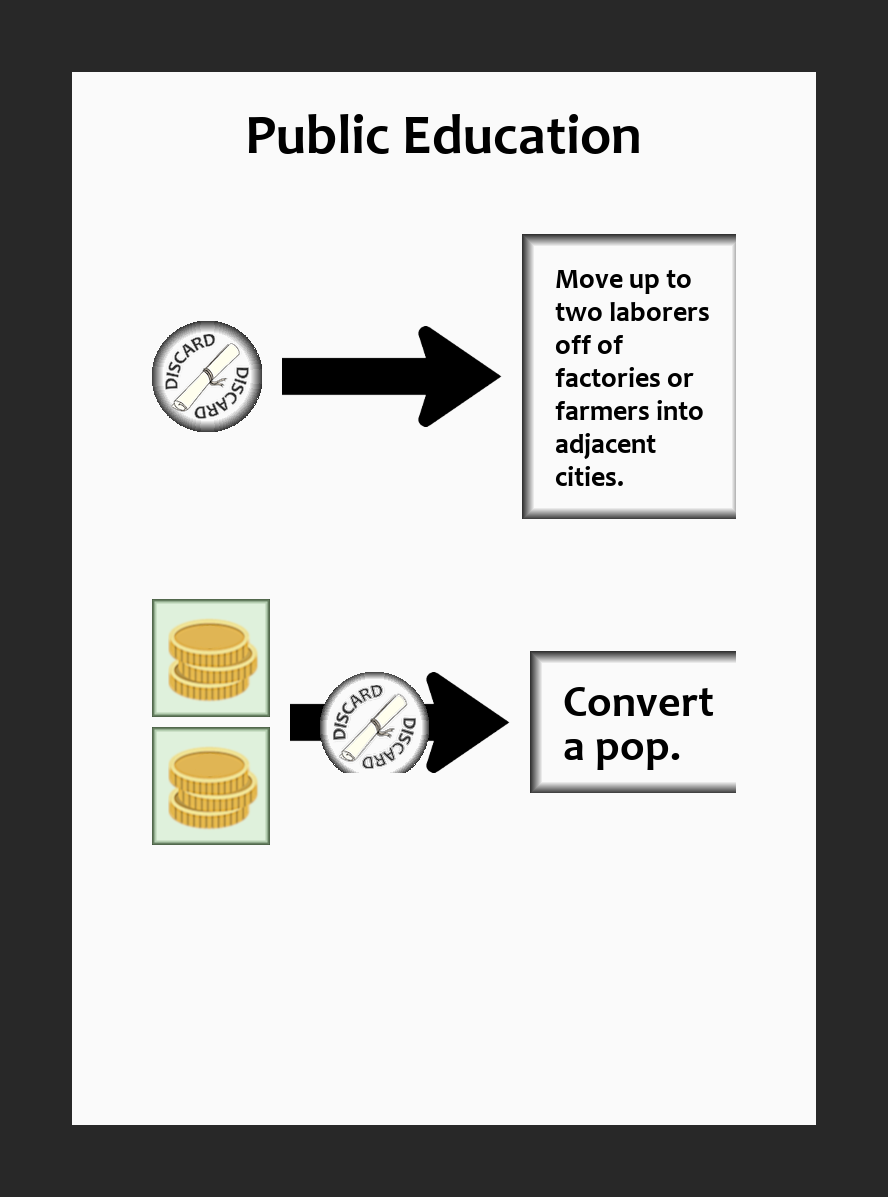 Public Education
DISCARD
DISCARD
Move up to
two laborers
off of
factories or
farmers into
adjacent
cities.
DISCARD
DISCARD
Convert
a pop.